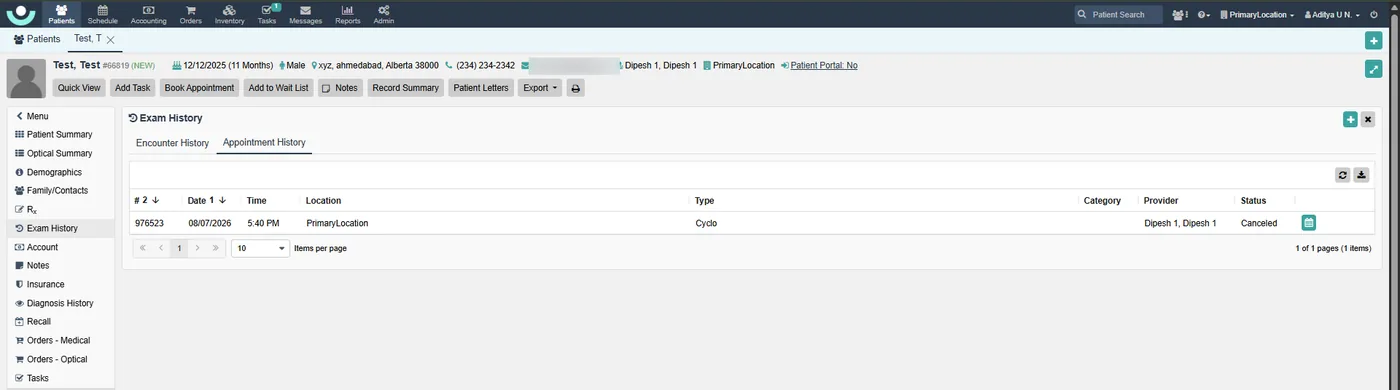 Patients Schedule Accounting Orders Inventory Tasks 1 Messages Reports Admin Patient Search PrimaryLocation Aditya U N.
Patients Test, T
Test, Test #66819 (NEW) 12/12/2025 (11 Months) Male xyz, ahmedabad, Alberta 38000 (234) 234-2342 Dipesh 1, Dipesh 1 PrimaryLocation Patient Portal: No
Quick View Add Task Book Appointment Add to Wait List Notes Record Summary Patient Letters Export
Menu
Patient Summary
Optical Summary
Demographics
Family/Contacts
Rx
Exam History
Account
Notes
Insurance
Diagnosis History
Recall
Orders - Medical
Orders - Optical
Tasks
Exam History
Encounter History Appointment History
# 2 Date 1 Time Location Type Category Provider Status
976523 08/07/2026 5:40 PM PrimaryLocation Cyclo Dipesh 1, Dipesh 1 Canceled
1 10 Items per page 1 of 1 pages (1 items)